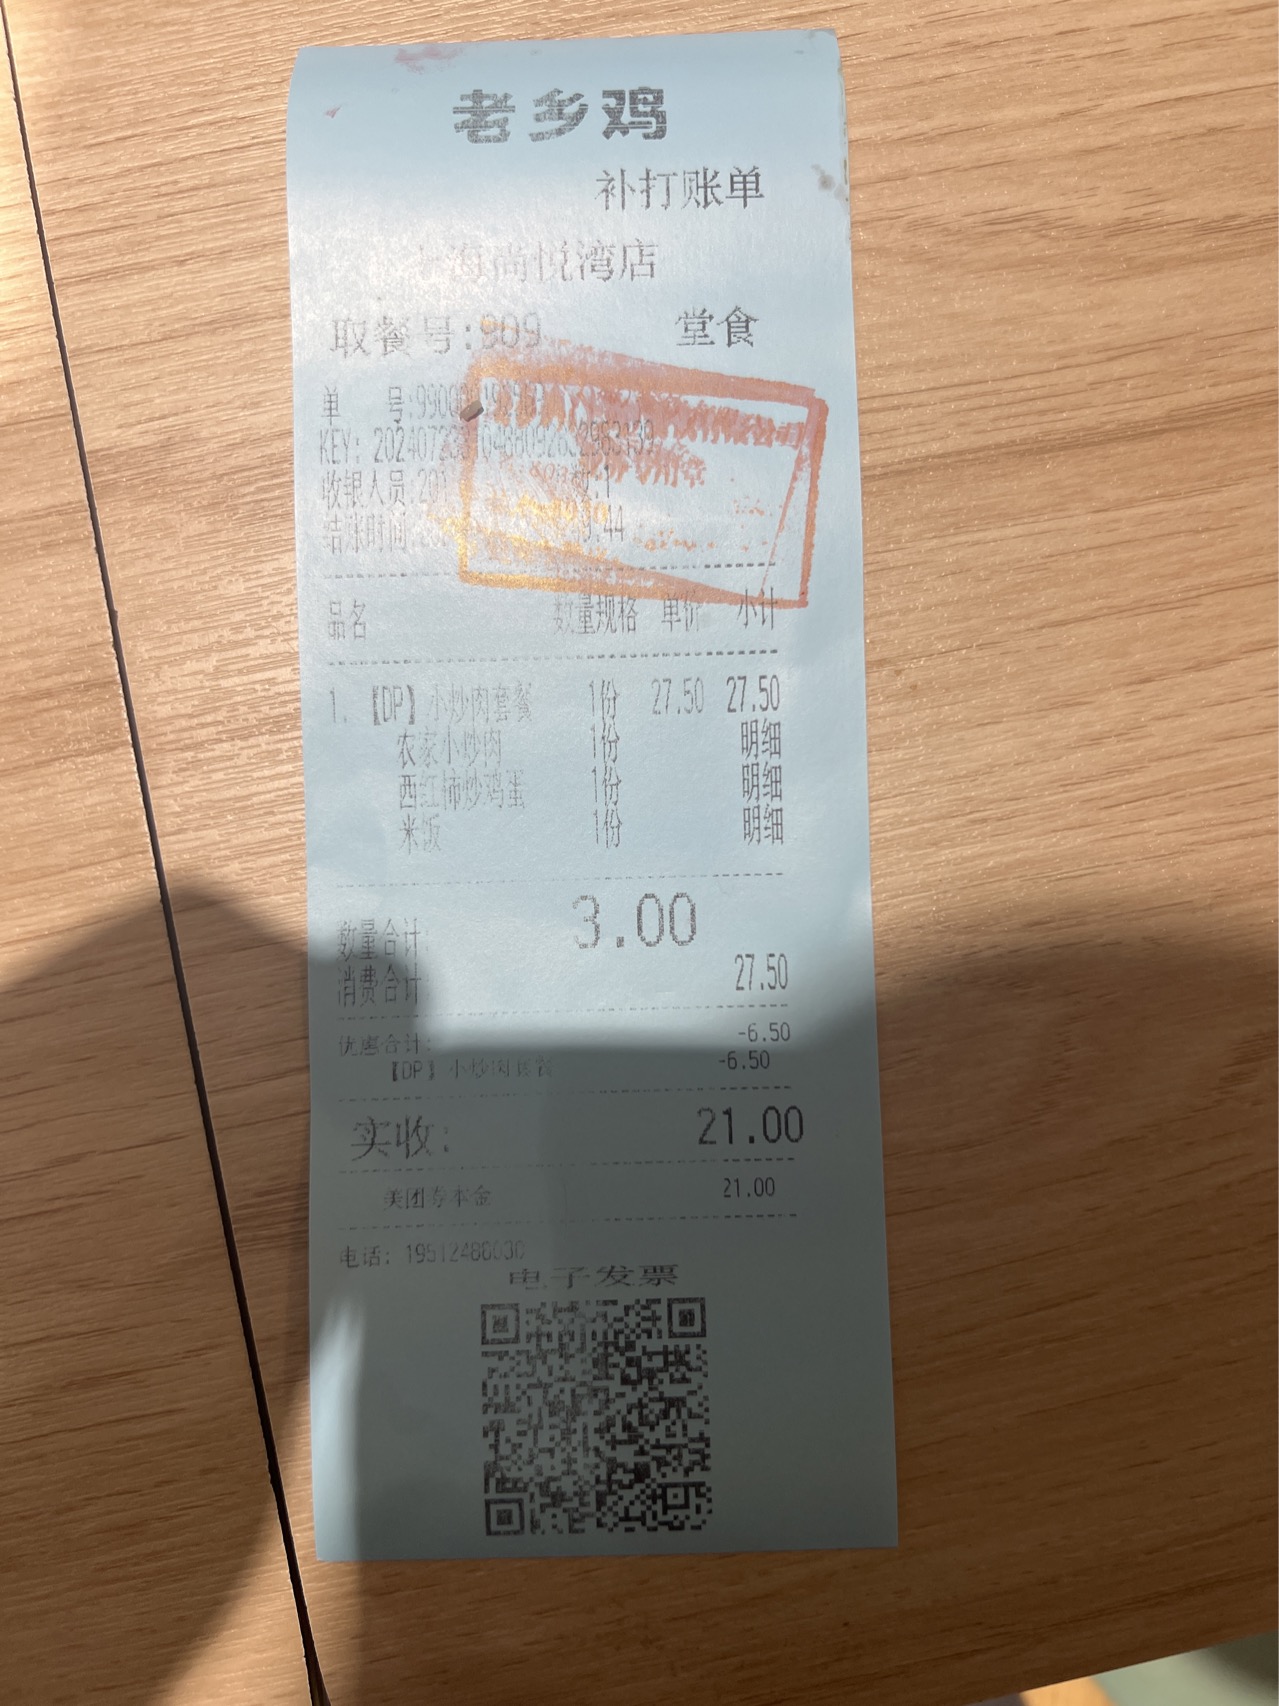 老乡鸡
补打账单
上海尚悦湾店
取餐号:909 堂食
单 号:
KEY:
收银人员:
结账时间:
品名 数量规格 单价 小计
1. 【DP】小炒肉套餐 1份 27.50 27.50
农家小炒肉 1份 明细
西红柿炒鸡蛋 1份 明细
米饭 1份 明细
数量合计: 3.00
消费合计: 27.50
优惠合计: -6.50
【DP】小炒肉套餐 -6.50
实收: 21.00
美团券本金 21.00
电话:
电子发票